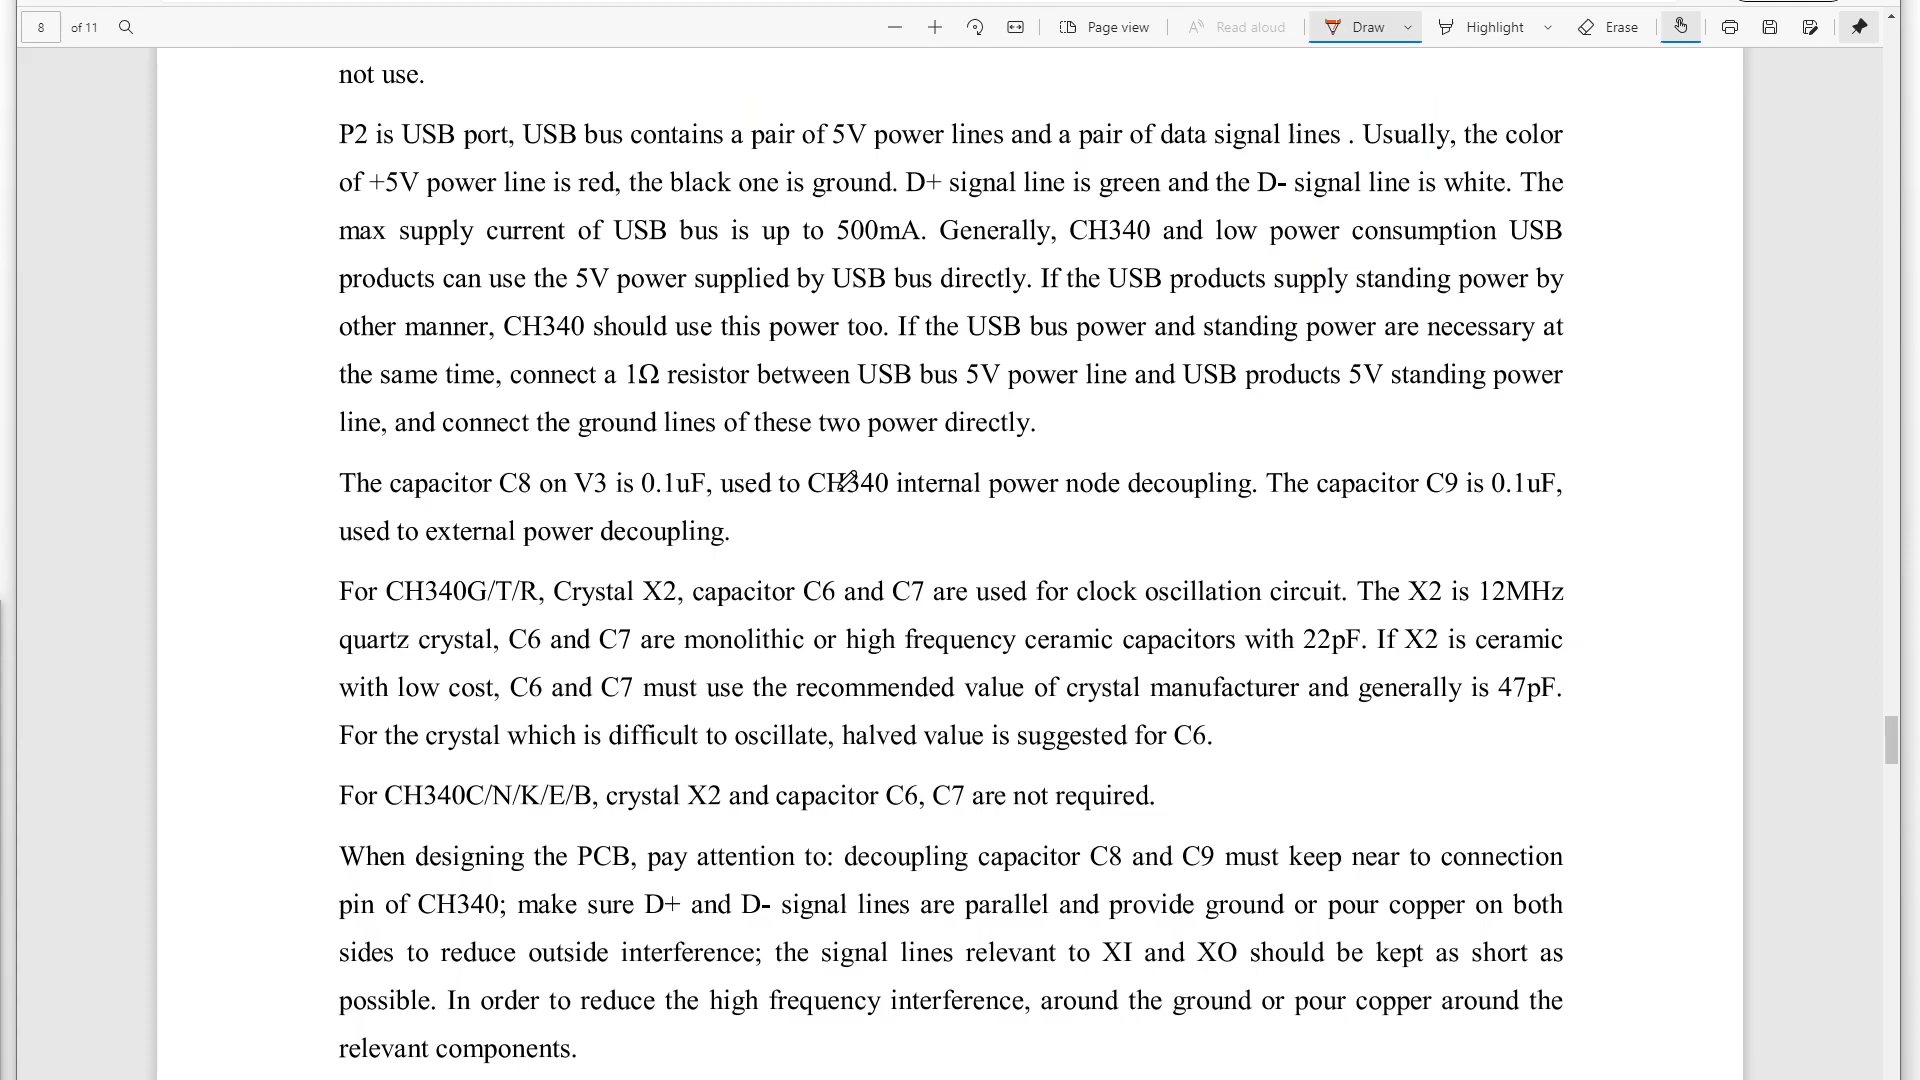 8 of 11 Page view Read aloud Draw Highlight Erase
not use.
P2 is USB port, USB bus contains a pair of 5V power lines and a pair of data signal lines . Usually, the color
of +5V power line is red, the black one is ground. D+ signal line is green and the D- signal line is white. The
max supply current of USB bus is up to 500mA. Generally, CH340 and low power consumption USB
products can use the 5V power supplied by USB bus directly. If the USB products supply standing power by
other manner, CH340 should use this power too. If the USB bus power and standing power are necessary at
the same time, connect a 1Ω resistor between USB bus 5V power line and USB products 5V standing power
line, and connect the ground lines of these two power directly.
The capacitor C8 on V3 is 0.1uF, used to CH340 internal power node decoupling. The capacitor C9 is 0.1uF,
used to external power decoupling.
For CH340G/T/R, Crystal X2, capacitor C6 and C7 are used for clock oscillation circuit. The X2 is 12MHz
quartz crystal, C6 and C7 are monolithic or high frequency ceramic capacitors with 22pF. If X2 is ceramic
with low cost, C6 and C7 must use the recommended value of crystal manufacturer and generally is 47pF.
For the crystal which is difficult to oscillate, halved value is suggested for C6.
For CH340C/N/K/E/B, crystal X2 and capacitor C6, C7 are not required.
When designing the PCB, pay attention to: decoupling capacitor C8 and C9 must keep near to connection
pin of CH340; make sure D+ and D- signal lines are parallel and provide ground or pour copper on both
sides to reduce outside interference; the signal lines relevant to XI and XO should be kept as short as
possible. In order to reduce the high frequency interference, around the ground or pour copper around the
relevant components.